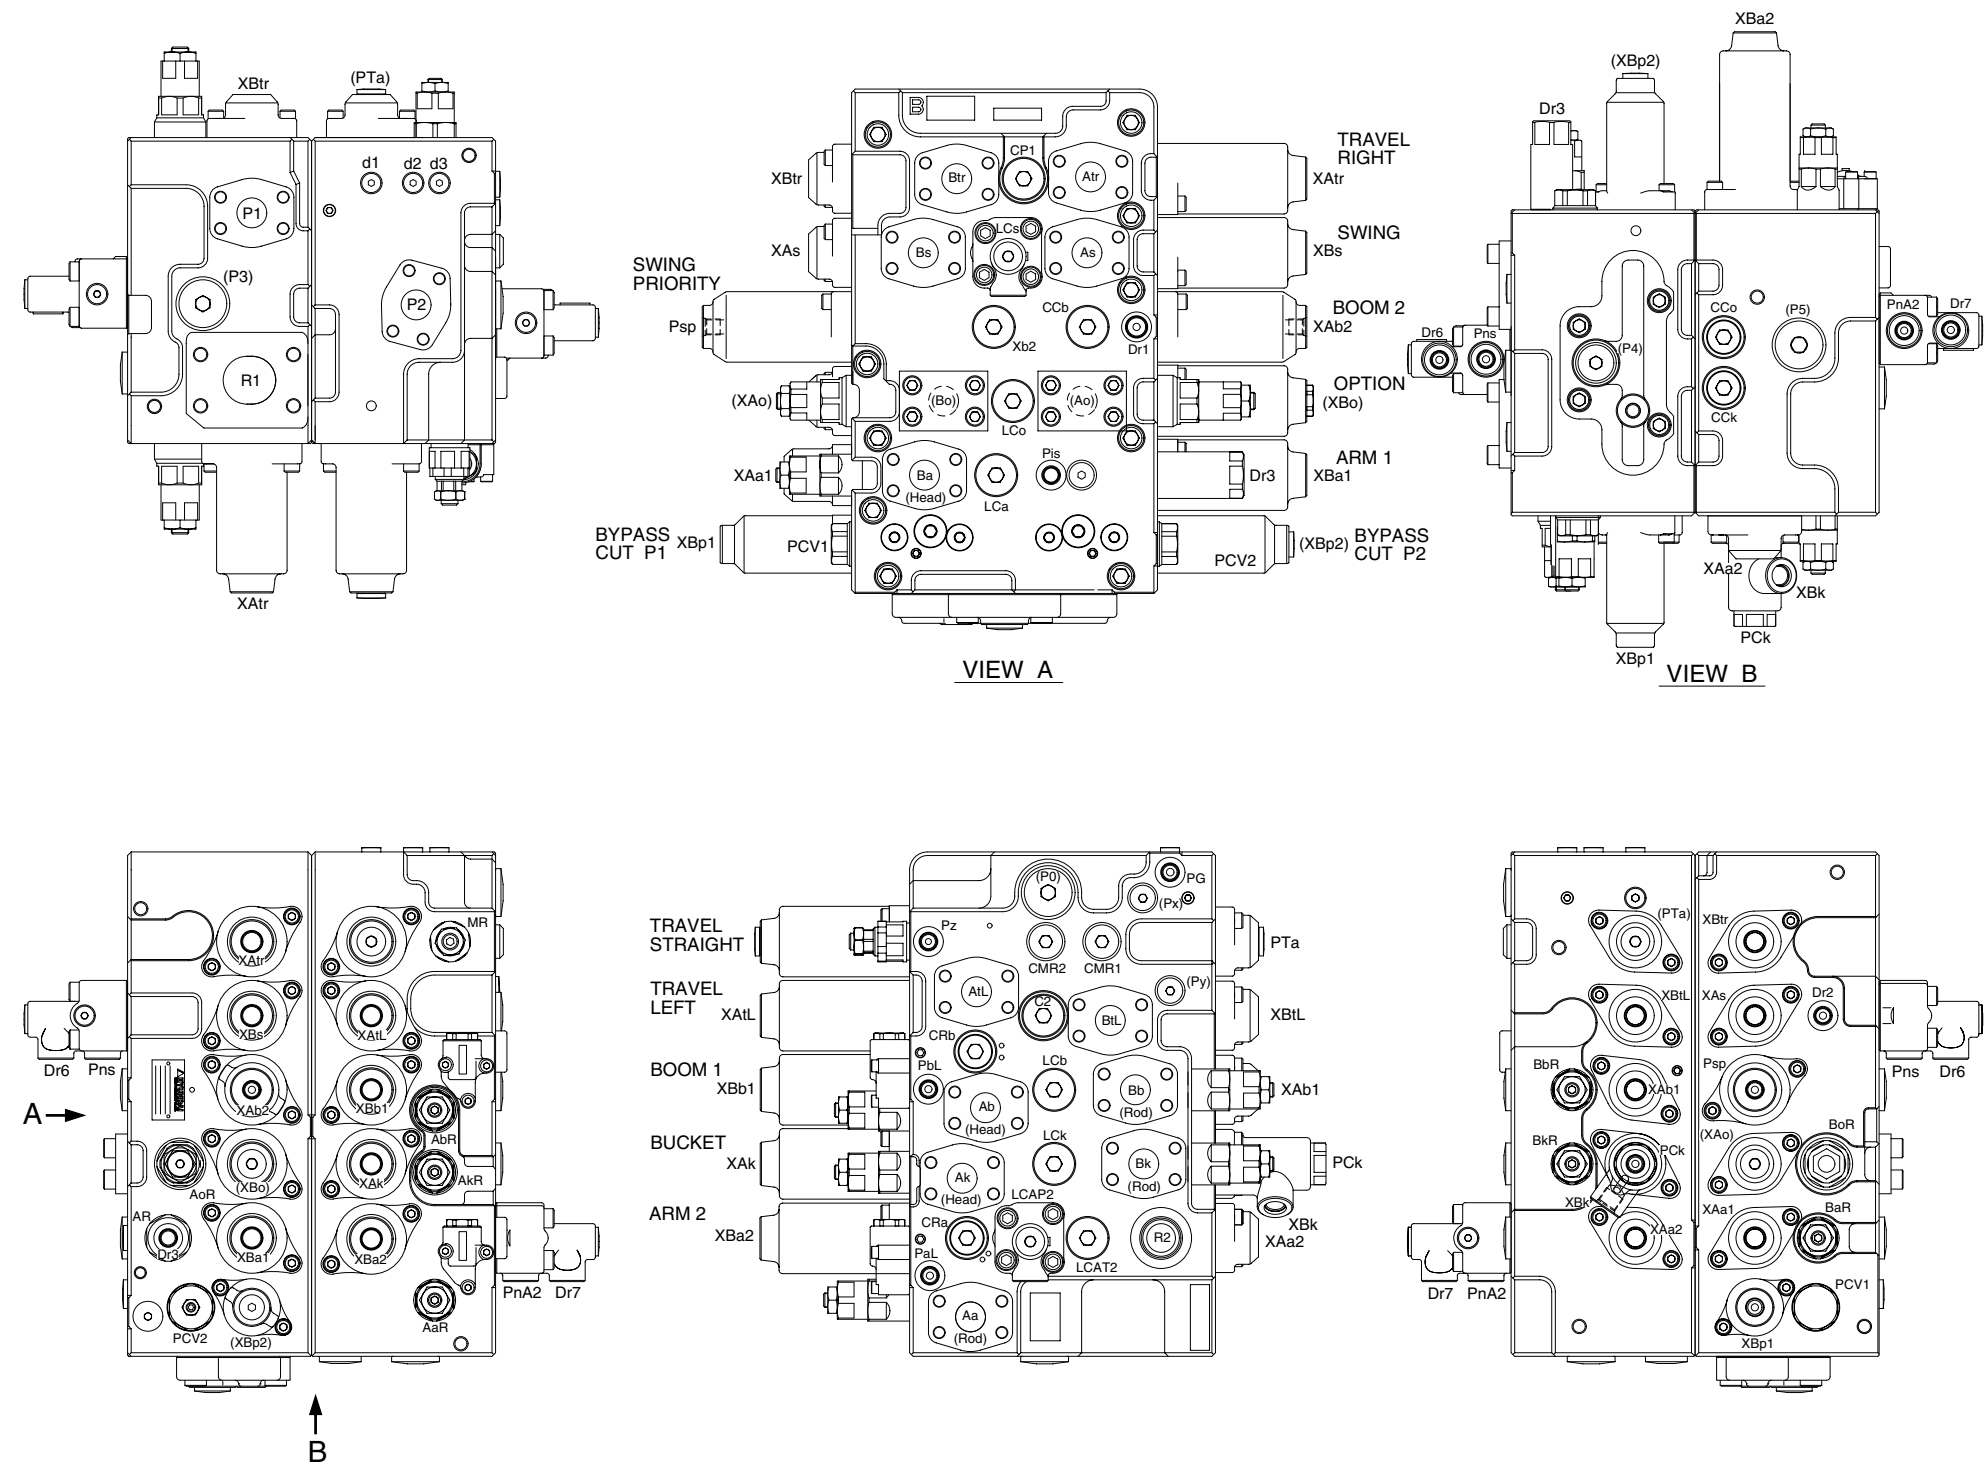 XBtr
(PTa)
d1 d2 d3
P1
(P3)
P2
R1
XAtr
B
CP1
TRAVEL
RIGHT
XBtr
Btr
Atr
XAtr
XAs
Bs
LCs
As
SWING
XBs
SWING
PRIORITY
Psp
CCb
Xb2
Dr1
BOOM 2
XAb2
(XAo)
(Bo)
LCo
(Ao)
OPTION
(XBo)
XAa1
Ba
(Head)
LCa
Pis
Dr3
ARM 1
XBa1
BYPASS
CUT P1
XBp1
PCV1
PCV2
(XBp2)
BYPASS
CUT P2
VIEW A
XBa2
(XBp2)
Dr3
Dr6
Pns
(P4)
CCo
(P5)
CCk
PnA2
Dr7
XAa2
XBk
PCk
XBp1
VIEW B
MR
XAtr
XBs
XAtL
Dr6
Pns
XAb2
XBb1
A
AbR
AoR
(XBo)
XAk
AkR
AR
Dr3
XBa1
XBa2
PnA2
Dr7
PCV2
(XBp2)
AaR
B
(P0)
PG
(Px)
TRAVEL
STRAIGHT
Pz
CMR2
CMR1
PTa
TRAVEL
LEFT
XAtL
AtL
C2
BtL
(Py)
XBtL
CRb
BOOM 1
XBb1
PbL
LCb
Ab
(Head)
Bb
(Rod)
XAb1
BUCKET
XAk
LCk
Ak
(Head)
Bk
(Rod)
PCk
LCAP2
XBk
ARM 2
XBa2
CRa
R2
XAa2
PaL
LCAT2
Aa
(Rod)
(PTa)
XBtr
XBtL
XAs
Dr2
BbR
XAb1
Psp
Pns
Dr6
BkR
PCk
(XAo)
BoR
XBk
XAa2
XAa1
BaR
Dr7
PnA2
PCV1
XBp1